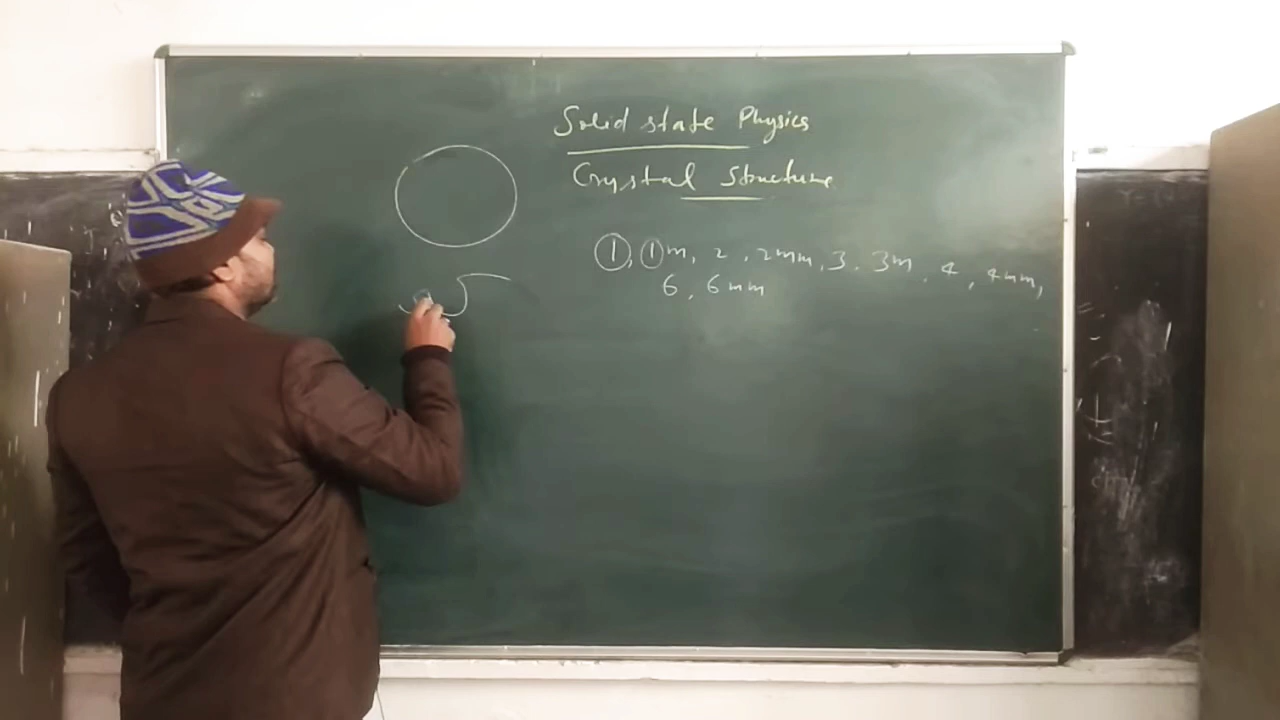 Solid state Physics
Crystal Structure
①, ①m, 2, 2mm, 3, 3m, 4, 4mm,
6, 6mm